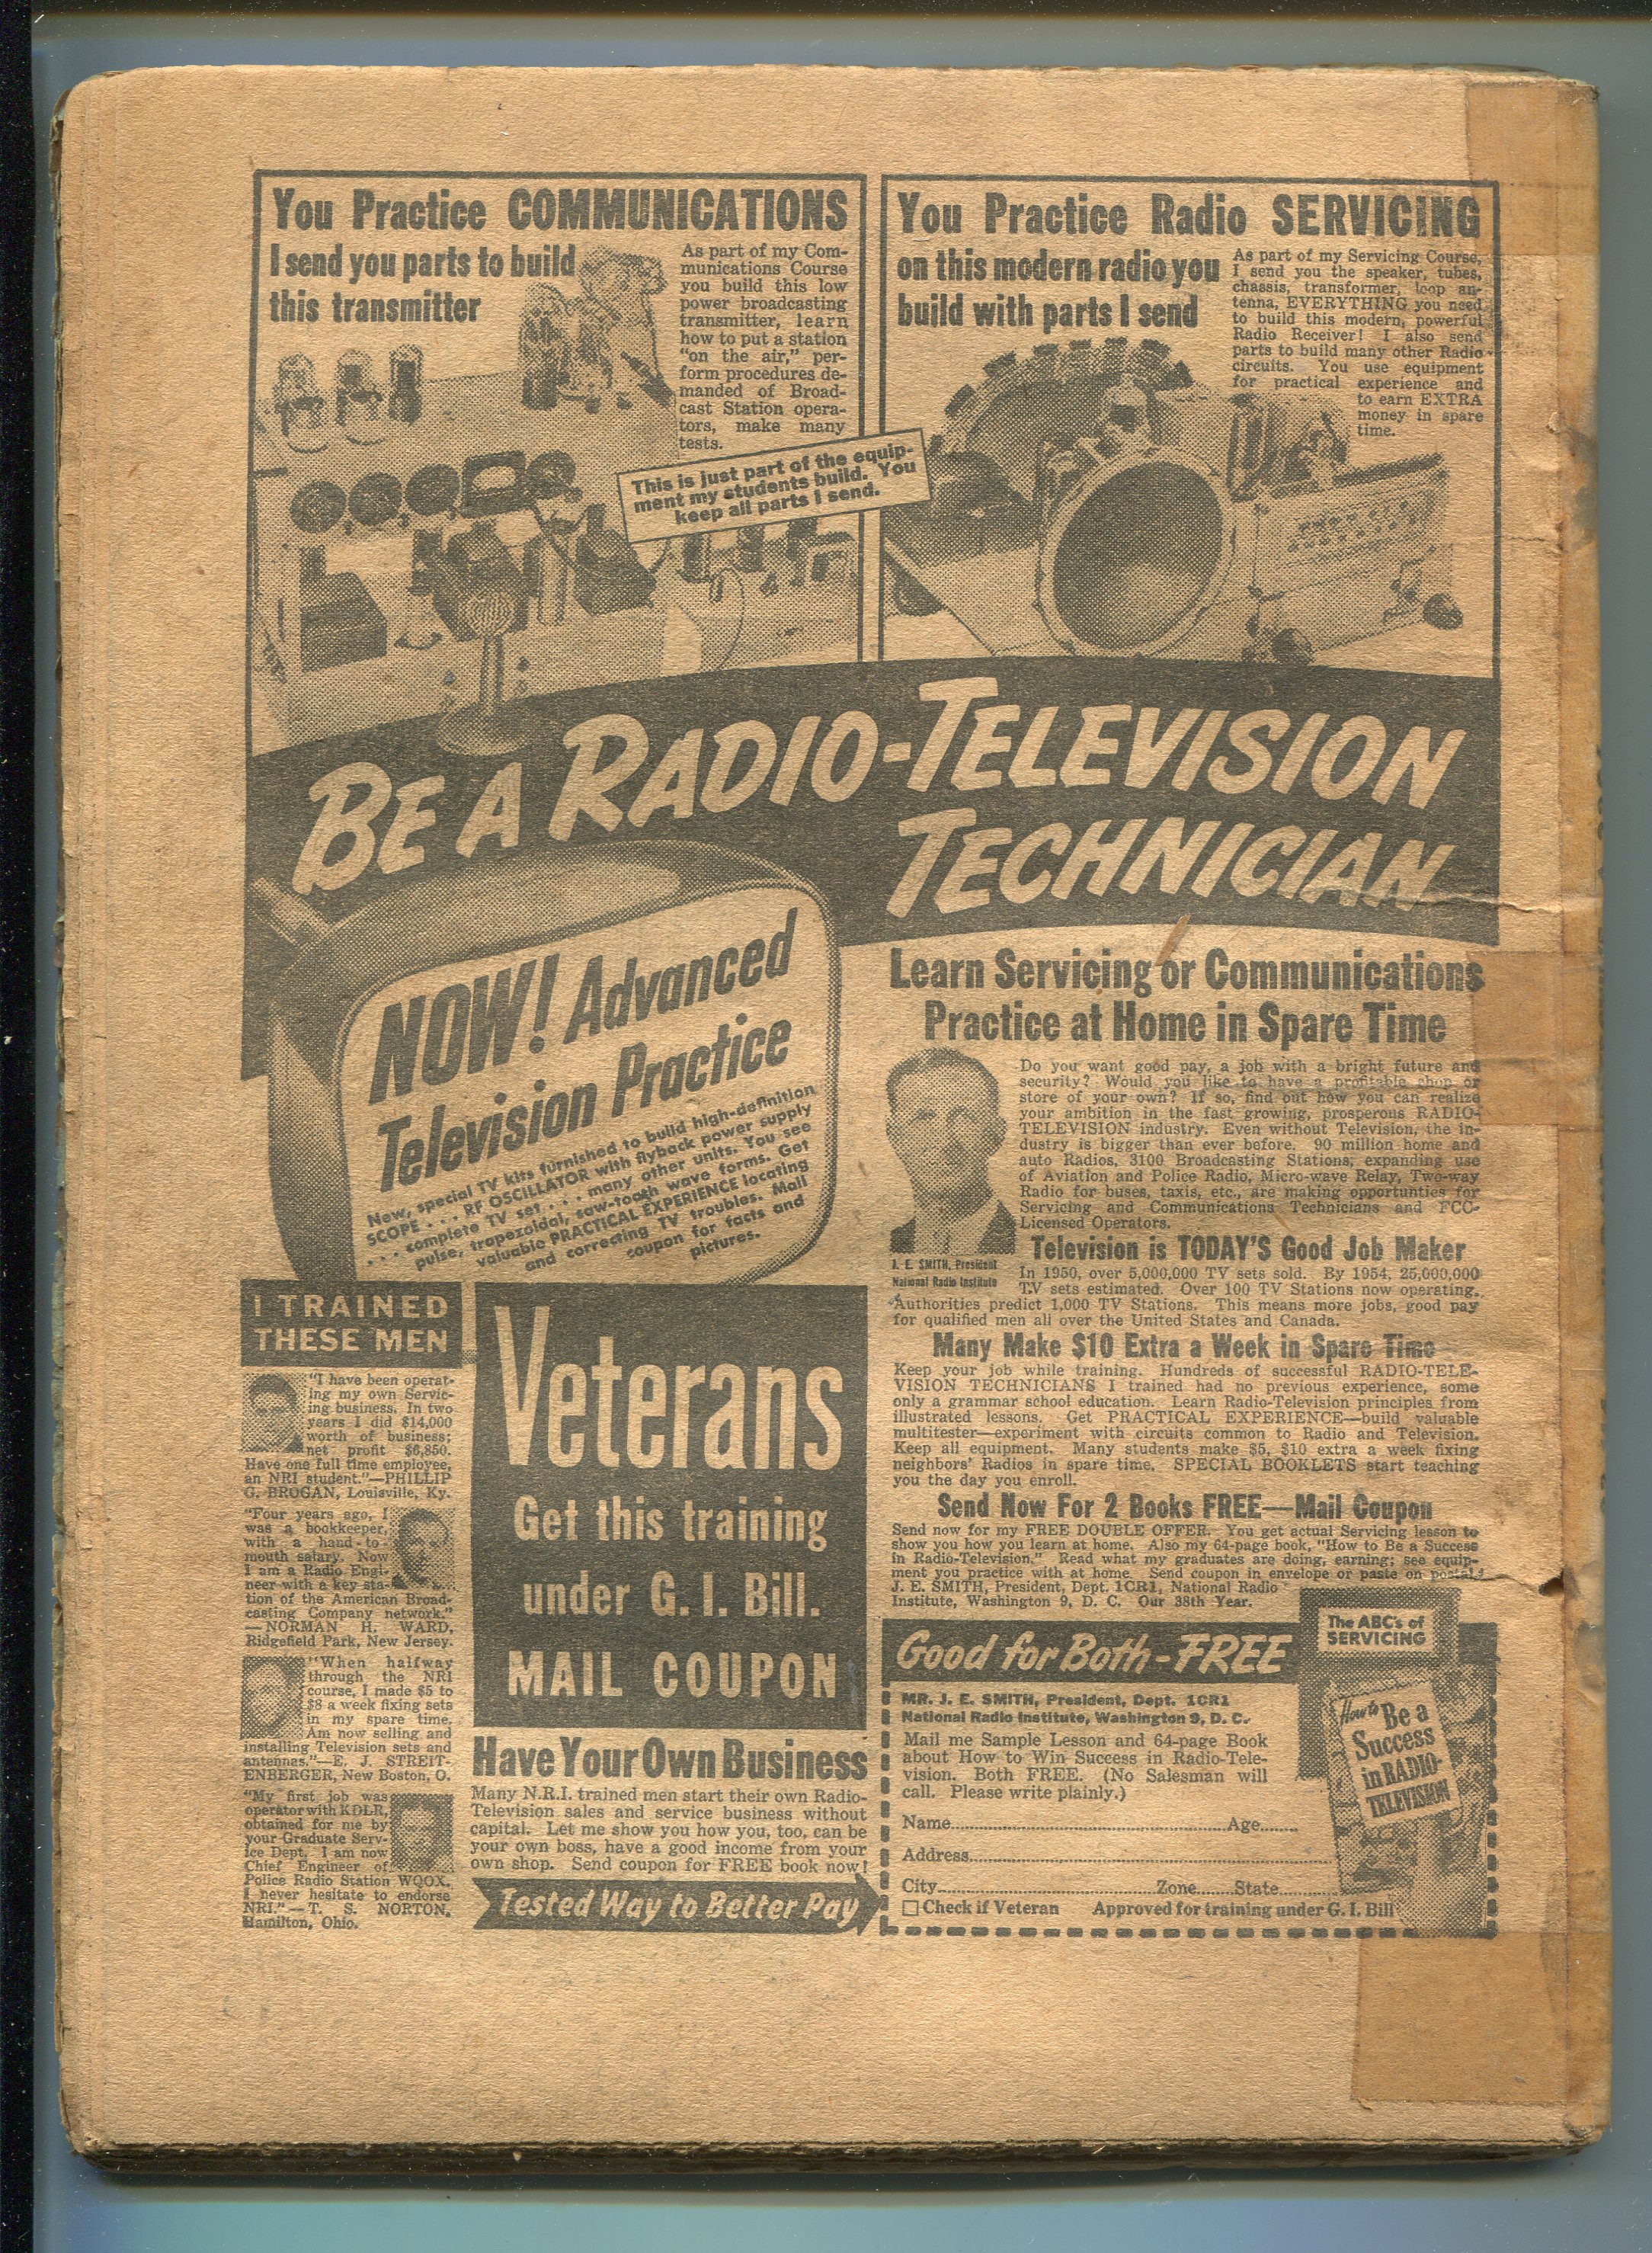 You Practice COMMUNICATIONS
I send you parts to build
this transmitter
As part of my Com-
munications Course
you build this low
power broadcasting
transmitter, learn
how to put a station
"on the air," per-
form procedures de-
manded of Broad-
cast Station opera-
tors, make many
tests.
This is just part of the equip-
ment my students build. You
keep all parts I send.
You Practice Radio SERVICING
on this modern radio you
build with parts I send
As part of my Servicing Course,
I send you the speaker, tubes,
chassis, transformer, loop an-
tenna, EVERYTHING you need
to build this modern, powerful
Radio Receiver! I also send
parts to build many other Radio
circuits. You use equipment
for practical experience and
to earn EXTRA
money in spare
time.
BE A RADIO-TELEVISION
TECHNICIAN
NOW! Advanced
Television Practice
New, special TV kits furnished to build high-definition
SCOPE . . . RF OSCILLATOR with flyback power supply
. . . complete TV set . . . many other units. You see
pulse, trapezoidal, saw-tooth wave forms. Get
valuable PRACTICAL EXPERIENCE locating
and correcting TV troubles. Mail
coupon for facts and
pictures.
Learn Servicing or Communications
Practice at Home in Spare Time
Do you want good pay, a job with a bright future and
security? Would you like to have a profitable shop or
store of your own? If so, find out how you can realize
your ambition in the fast growing, prosperous RADIO-
TELEVISION industry. Even without Television, the in-
dustry is bigger than ever before. 90 million home and
auto Radios, 3100 Broadcasting Stations, expanding use
of Aviation and Police Radio, Micro-wave Relay, Two-way
Radio for buses, taxis, etc., are making opportunties for
Servicing and Communications Technicians and FCC-
Licensed Operators.
J. E. SMITH, President
National Radio Institute
Television is TODAY'S Good Job Maker
In 1950, over 5,000,000 TV sets sold. By 1954, 25,000,000
TV sets estimated. Over 100 TV Stations now operating.
Authorities predict 1,000 TV Stations. This means more jobs, good pay
for qualified men all over the United States and Canada.
Many Make $10 Extra a Week in Spare Time
Keep your job while training. Hundreds of successful RADIO-TELE-
VISION TECHNICIANS I trained had no previous experience, some
only a grammar school education. Learn Radio-Television principles from
illustrated lessons. Get PRACTICAL EXPERIENCE—build valuable
multitester—experiment with circuits common to Radio and Television.
Keep all equipment. Many students make $5, $10 extra a week fixing
neighbors' Radios in spare time. SPECIAL BOOKLETS start teaching
you the day you enroll.
Send Now For 2 Books FREE—Mail Coupon
Send now for my FREE DOUBLE OFFER. You get actual Servicing lesson to
show you how you learn at home. Also my 64-page book, "How to Be a Success
in Radio-Television." Read what my graduates are doing, earning; see equip-
ment you practice with at home. Send coupon in envelope or paste on postal.
J. E. SMITH, President, Dept. 1CR1, National Radio
Institute, Washington 9, D. C. Our 38th Year.
I TRAINED
THESE MEN
"I have been operat-
ing my own Servic-
ing business. In two
years I did $14,000
worth of business;
net profit $6,850.
Have one full time employee,
an NRI student."—PHILLIP
G. BROGAN, Louisville, Ky.
"Four years ago, I
was a bookkeeper,
with a hand-to-
mouth salary. Now
I am a Radio Engi-
neer with a key sta-
tion of the American Broad-
casting Company network."
—NORMAN H. WARD,
Ridgefield Park, New Jersey.
"When halfway
through the NRI
course, I made $5 to
$8 a week fixing sets
in my spare time.
Am now selling and
installing Television sets and
antennes."—E. J. STREIT-
ENBERGER, New Boston, O.
"My first job was
operator with KDLR,
obtained for me by
your Graduate Serv-
ice Dept. I am now
Chief Engineer of
Police Radio Station WQOX.
I never hesitate to endorse
NRI."—T. S. NORTON,
Hamilton, Ohio.
Veterans
Get this training
under G. I. Bill.
MAIL COUPON
Have Your Own Business
Many N.R.I. trained men start their own Radio-
Television sales and service business without
capital. Let me show you how you, too, can be
your own boss, have a good income from your
own shop. Send coupon for FREE book now!
Tested Way to Better Pay
Good for Both-FREE
MR. J. E. SMITH, President, Dept. 1CR1
National Radio Institute, Washington 9, D. C.
Mail me Sample Lesson and 64-page Book
about How to Win Success in Radio-Tele-
vision. Both FREE. (No Salesman will
call. Please write plainly.)
Name..........Age..........
Address..........
City..........Zone..........State..........
Check if Veteran Approved for training under G. I. Bill
The ABC's of
SERVICING
How to Be a
Success
in RADIO-
TELEVISION